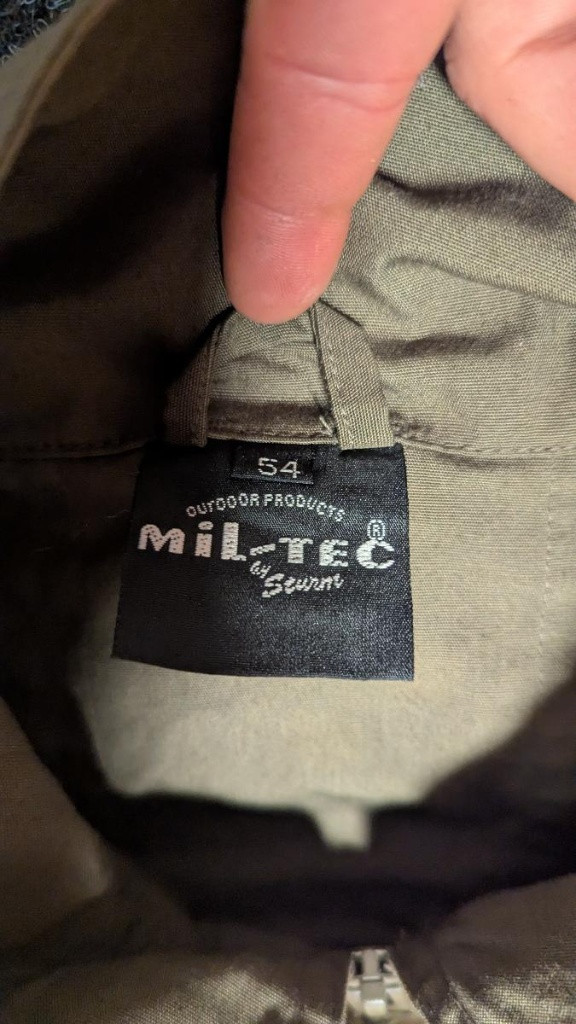 54
OUTDOOR PRODUCTS
MiL-TEC®
by
Sturm